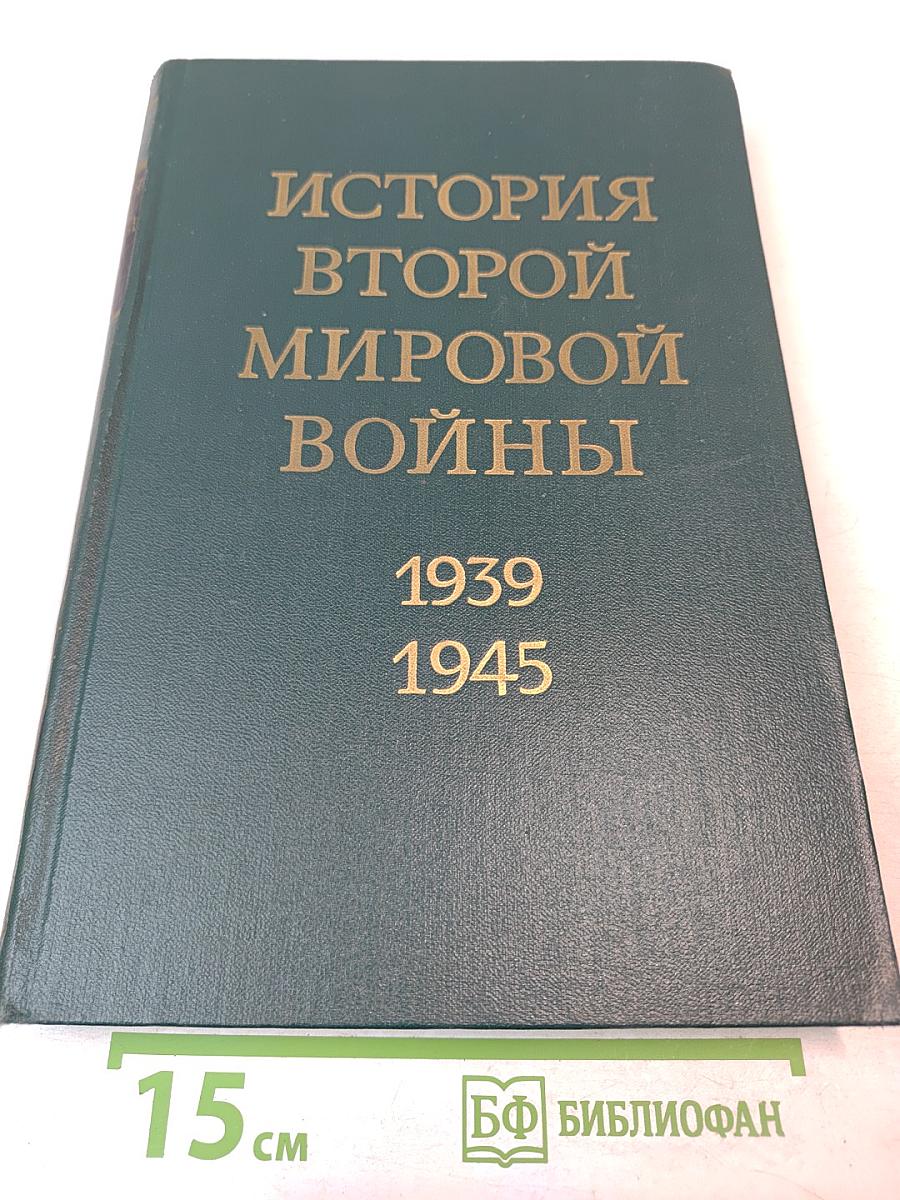 ИСТОРИЯ
ВТОРОЙ
МИРОВОЙ
ВОЙНЫ
1939
1945
15 см
БФ БИБЛИОФАН